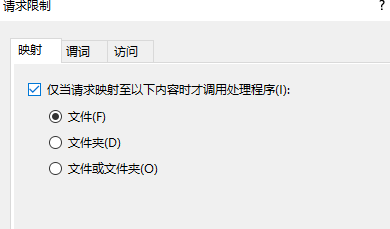 请求限制
?
映射 谓词 访问
仅当请求映射至以下内容时才调用处理程序(I):
文件(F)
文件夹(D)
文件或文件夹(O)